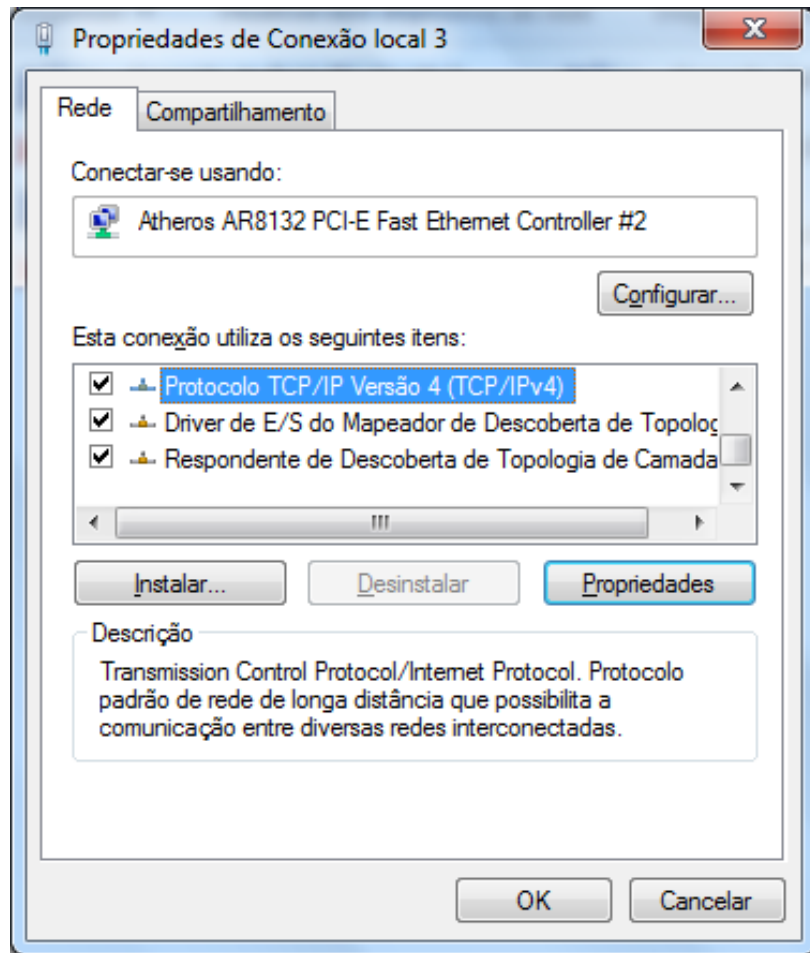 Propriedades de Conexão local 3
Rede
Compartilhamento
Conectar-se usando:
Atheros AR8132 PCI-E Fast Ethernet Controller #2
Configurar...
Esta conexão utiliza os seguintes itens:
Protocolo TCP/IP Versão 4 (TCP/IPv4)
Driver de E/S do Mapeador de Descoberta de Topolog
Respondente de Descoberta de Topologia de Camada
Instalar...
Desinstalar
Propriedades
Descrição
Transmission Control Protocol/Internet Protocol. Protocolo
padrão de rede de longa distância que possibilita a
comunicação entre diversas redes interconectadas.
OK
Cancelar